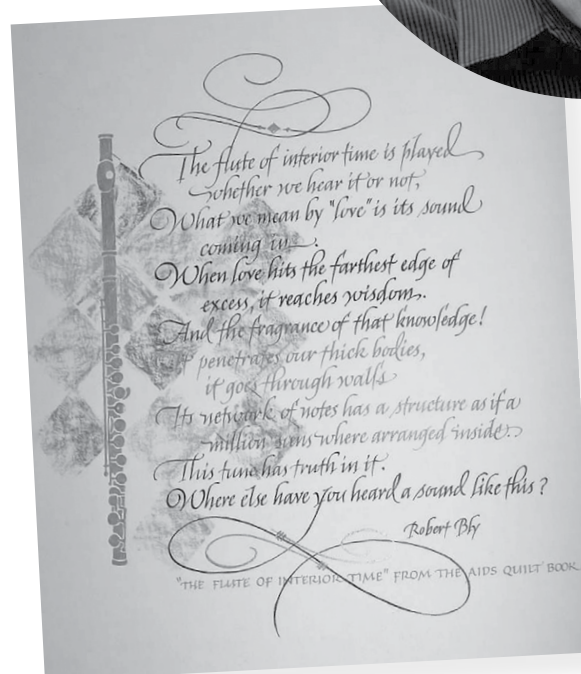 The flute of interior time is played
whether we hear it or not,
What we mean by "love" is its sound
coming in.
When love hits the farthest edge of
excess, it reaches wisdom.
And the fragrance of that knowledge!
It penetrates our thick bodies,
it goes through walls
Its network of notes has a structure as if a
million suns where arranged inside.
This tune has truth in it.
Where else have you heard a sound like this?
Robert Bly
"THE FLUTE OF INTERIOR TIME" FROM THE AIDS QUILT BOOK.